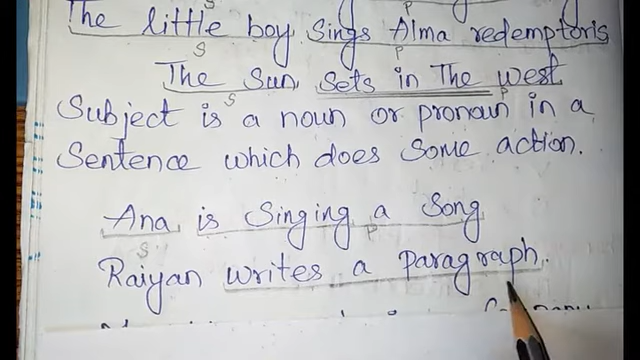 The little boy sings Alma redemptoris
S P
The Sun sets in The west
S P
Subject is a noun or pronoun in a
Sentence which does some action.
Ana is Singing a Song
S P
Raiyan writes a paragraph.